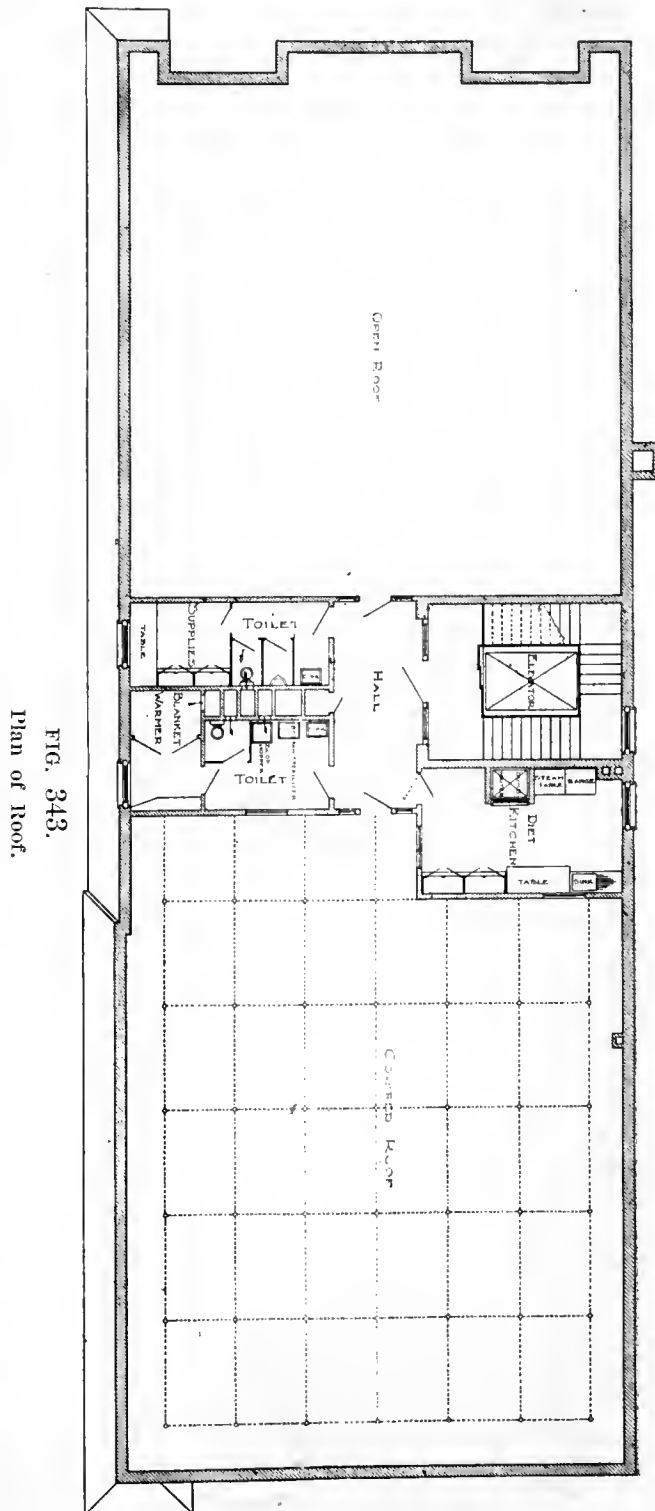 OPEN ROOF
TOILET
SUPPLIES
TABLE
HALL
ELEVATOR
BLANKET
WARMER
TOILET
STEAM
TABLE
RANGE
DIET
KITCHEN
TABLE
SINK
COVERED ROOF
FIG. 343.
Plan of Roof.